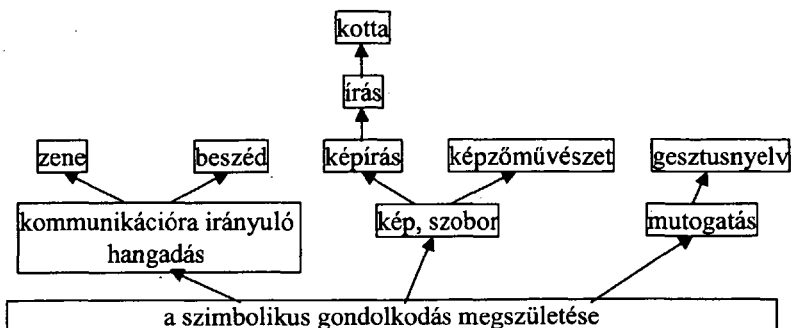 kotta
írás
zene
beszéd
képírás
képzőművészet
gesztusnyelv
kommunikációra irányuló
hangadás
kép, szobor
mutogatás
a szimbolikus gondolkodás megszületése